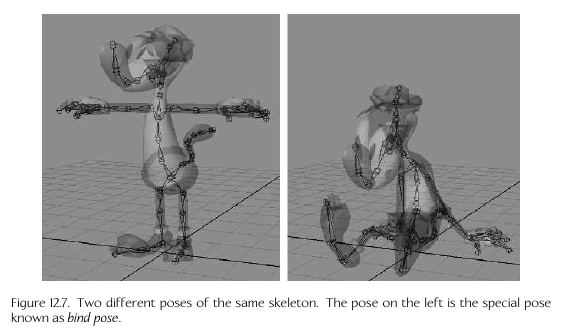 Figure 12.7. Two different poses of the same skeleton. The pose on the left is the special pose
known as bind pose.